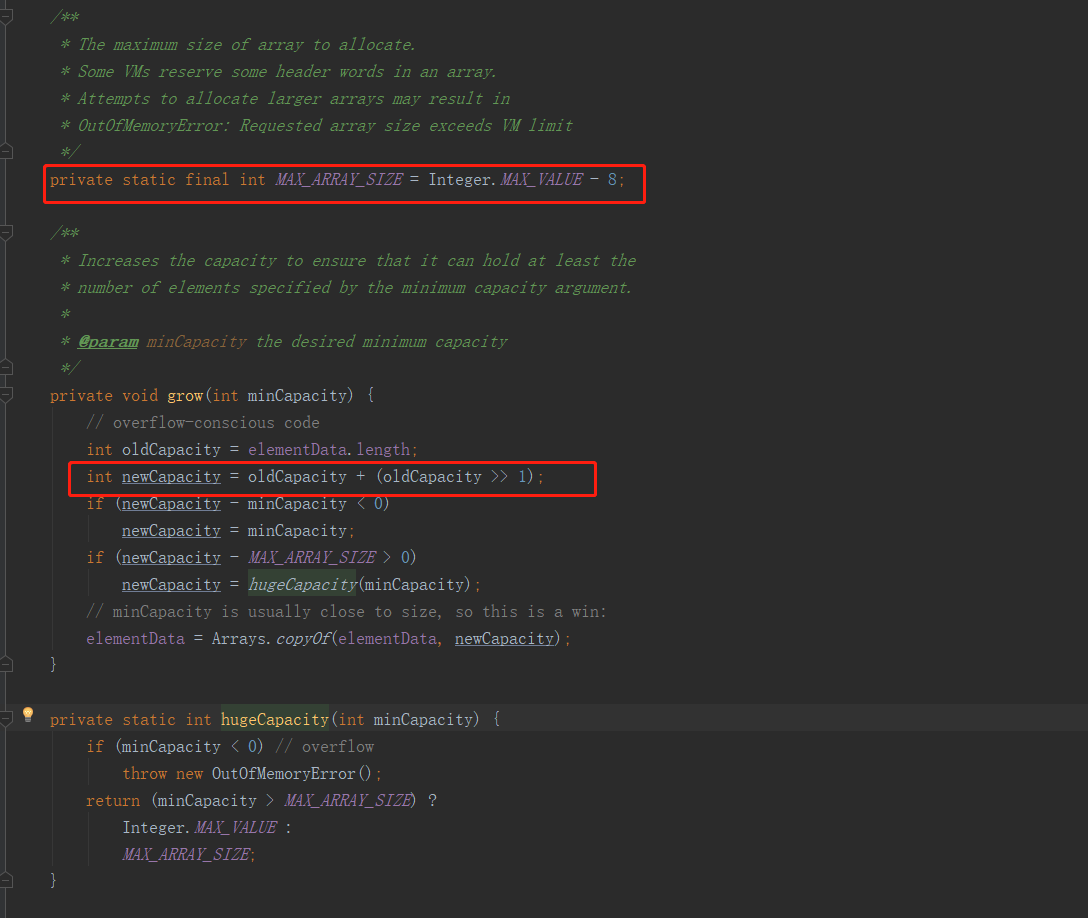 /**
* The maximum size of array to allocate.
* Some VMs reserve some header words in an array.
* Attempts to allocate larger arrays may result in
* OutOfMemoryError: Requested array size exceeds VM limit
*/
private static final int MAX_ARRAY_SIZE = Integer.MAX_VALUE - 8;
/**
* Increases the capacity to ensure that it can hold at least the
* number of elements specified by the minimum capacity argument.
*
* @param minCapacity the desired minimum capacity
*/
private void grow(int minCapacity) {
// overflow-conscious code
int oldCapacity = elementData.length;
int newCapacity = oldCapacity + (oldCapacity >> 1);
if (newCapacity - minCapacity < 0)
newCapacity = minCapacity;
if (newCapacity - MAX_ARRAY_SIZE > 0)
newCapacity = hugeCapacity(minCapacity);
// minCapacity is usually close to size, so this is a win:
elementData = Arrays.copyOf(elementData, newCapacity);
}
private static int hugeCapacity(int minCapacity) {
if (minCapacity < 0) // overflow
throw new OutOfMemoryError();
return (minCapacity > MAX_ARRAY_SIZE) ?
Integer.MAX_VALUE :
MAX_ARRAY_SIZE;
}